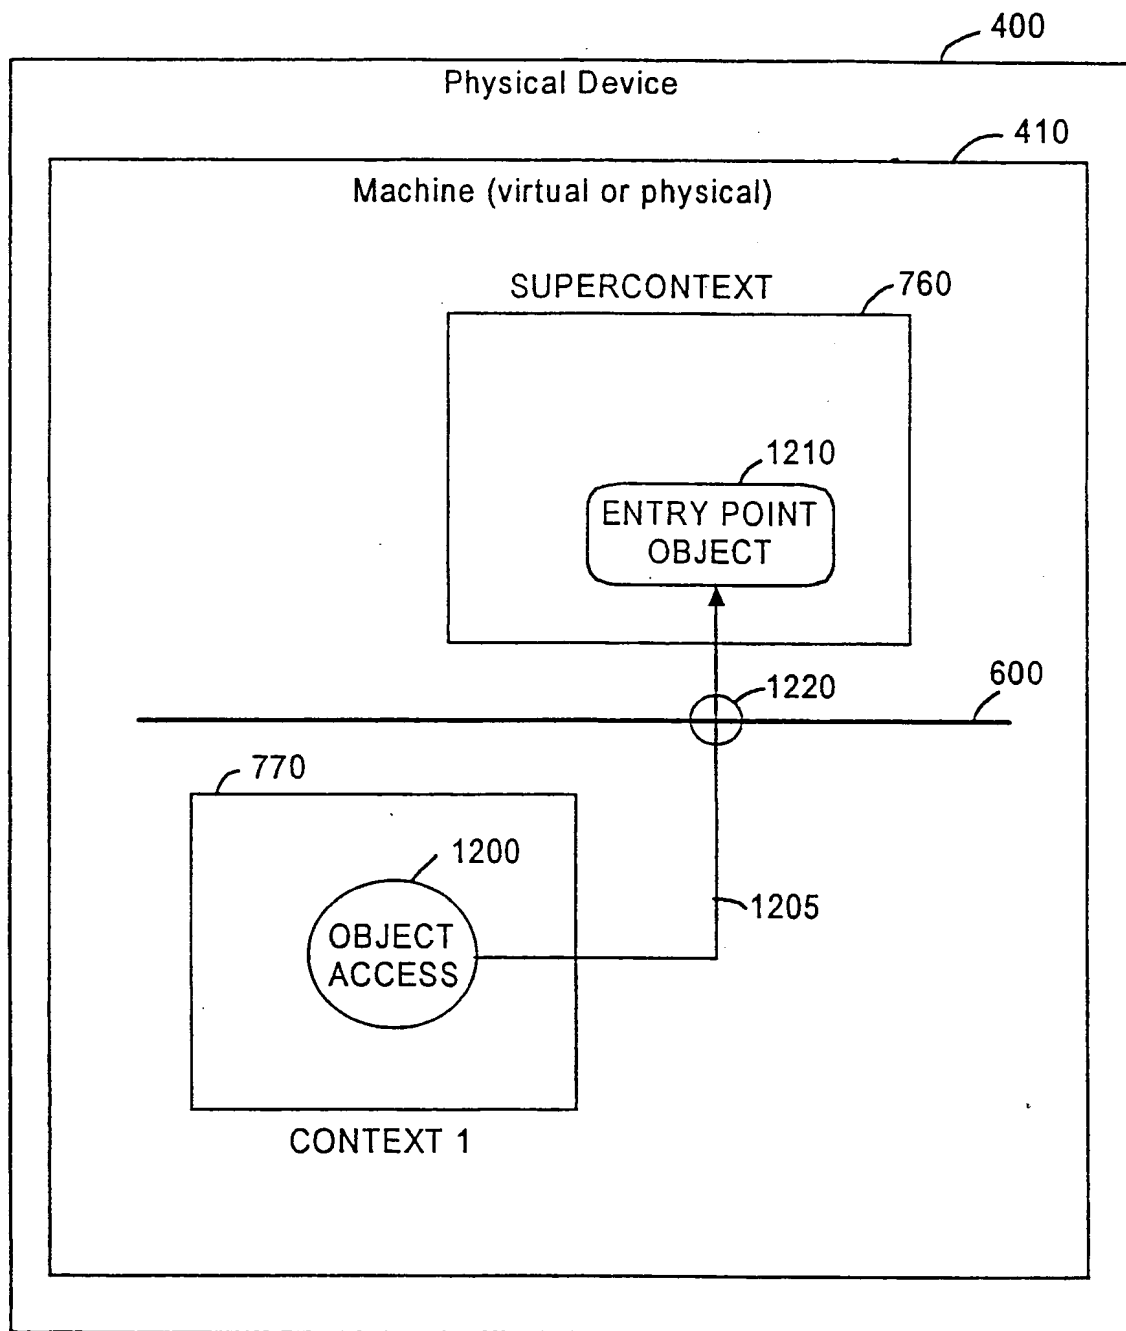 400
Physical Device
410
Machine (virtual or physical)
SUPERCONTEXT
760
1210
ENTRY POINT
OBJECT
1220
600
770
1200
OBJECT
ACCESS
1205
CONTEXT 1